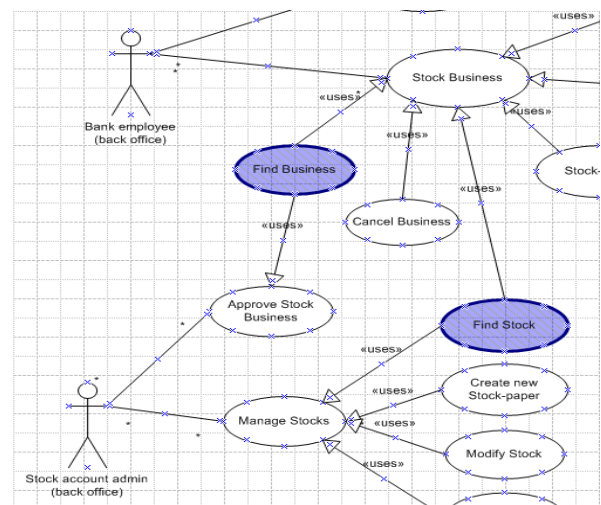 «uses»
Stock Business
«uses»
*
*
*
Bank employee
(back office)
«uses»
«uses»
Find Business
Stock-
«uses»
Cancel Business
«uses»
Approve Stock
Business
*
Find Stock
«uses»
*
Create new
Stock-paper
«uses»
Manage Stocks
*
«uses»
*
Modify Stock
«uses»
Stock account admin
(back office)